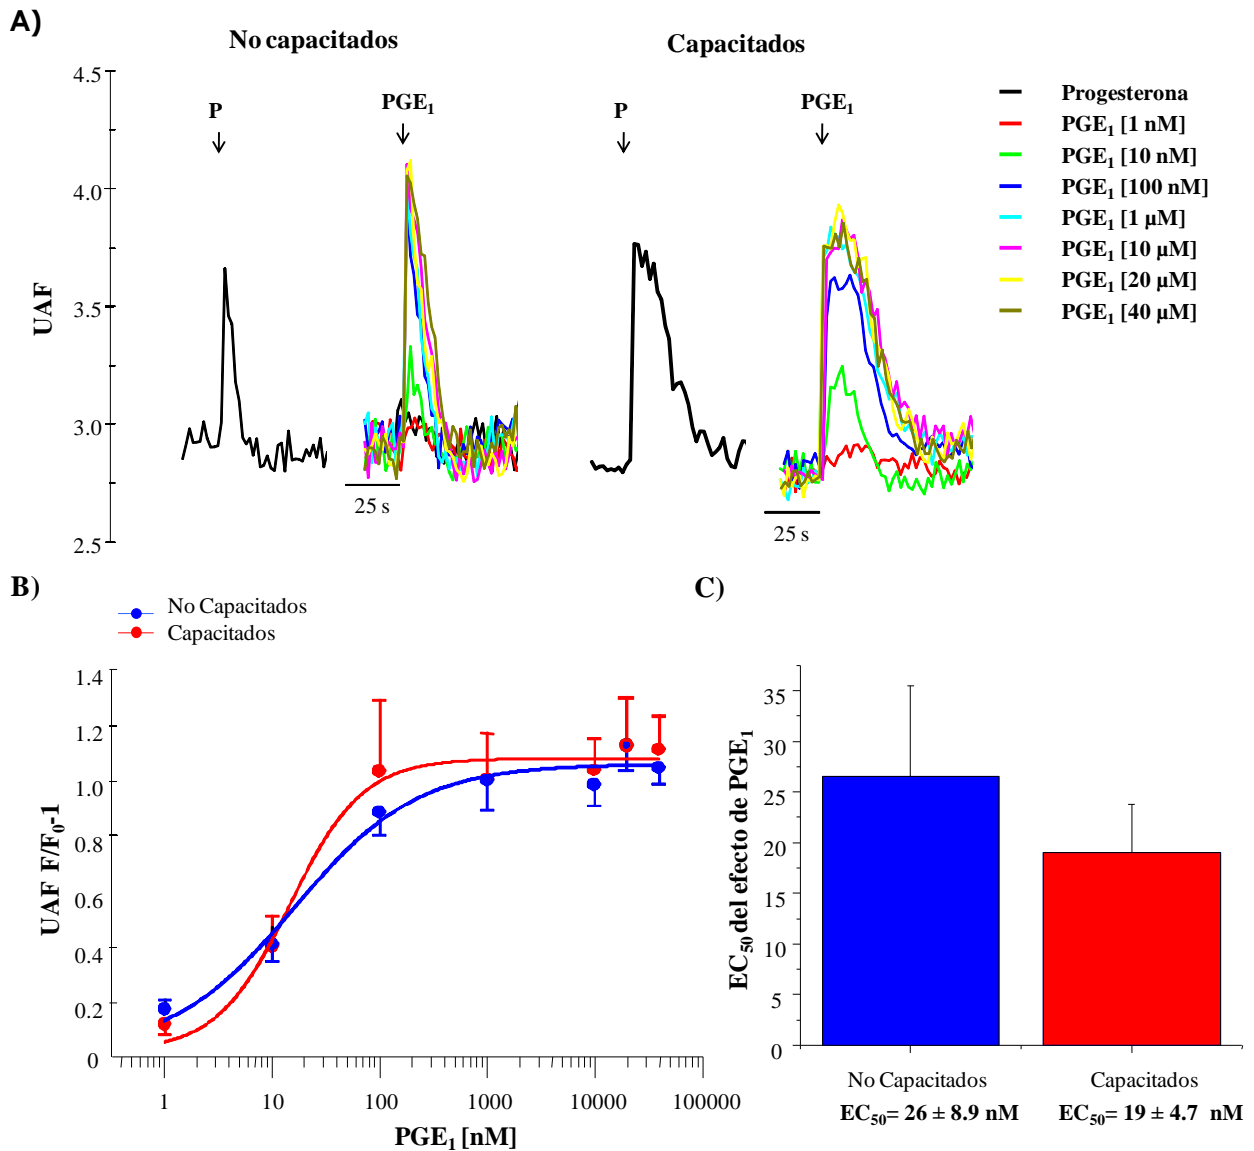 A)
No capacitados
Capacitados
UAF
4.5
4.0
3.5
3.0
2.5
P
PGE₁
25 s
P
PGE₁
25 s
Progesterona
PGE₁ [1 nM]
PGE₁ [10 nM]
PGE₁ [100 nM]
PGE₁ [1 µM]
PGE₁ [10 µM]
PGE₁ [20 µM]
PGE₁ [40 µM]
B)
No Capacitados
Capacitados
UAF F/F₀-1
1.4
1.2
1.0
0.8
0.6
0.4
0.2
0
1 10 100 1000 10000 100000
PGE₁ [nM]
C)
EC₅₀ del efecto de PGE₁
35
30
25
20
15
10
5
0
No Capacitados Capacitados
EC₅₀= 26 ± 8.9 nM EC₅₀= 19 ± 4.7 nM